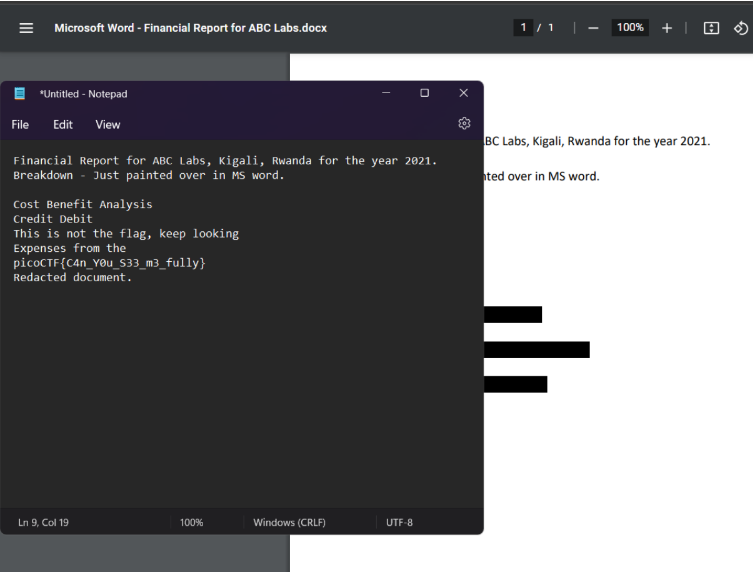 Microsoft Word - Financial Report for ABC Labs.docx
1 / 1
100%
*Untitled - Notepad
File Edit View
Financial Report for ABC Labs, Kigali, Rwanda for the year 2021.
Breakdown - Just painted over in MS word.
Cost Benefit Analysis
Credit Debit
This is not the flag, keep looking
Expenses from the
picoCTF{C4n_Y0u_S33_m3_fully}
Redacted document.
Ln 9, Col 19
100%
Windows (CRLF)
UTF-8
BC Labs, Kigali, Rwanda for the year 2021.
nted over in MS word.